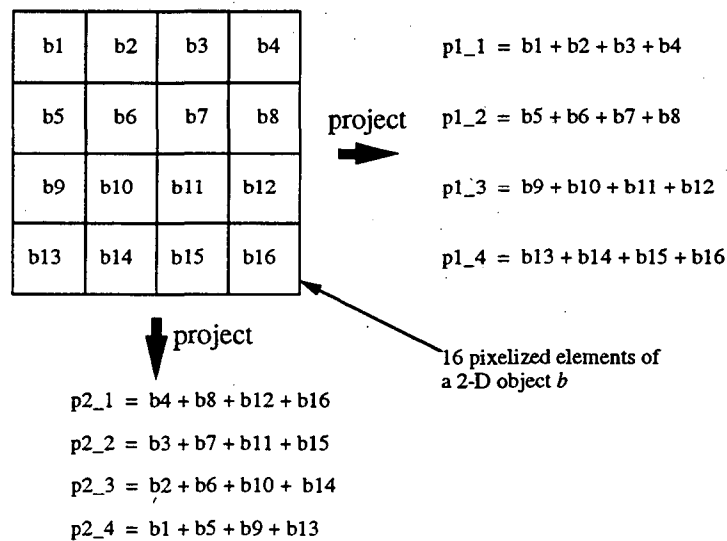 b1 b2 b3 b4
p1_1 = b1 + b2 + b3 + b4
b5 b6 b7 b8
project
p1_2 = b5 + b6 + b7 + b8
b9 b10 b11 b12
p1_3 = b9 + b10 + b11 + b12
b13 b14 b15 b16
p1_4 = b13 + b14 + b15 + b16
project
16 pixelized elements of
a 2-D object b
p2_1 = b4 + b8 + b12 + b16
p2_2 = b3 + b7 + b11 + b15
p2_3 = b2 + b6 + b10 + b14
p2_4 = b1 + b5 + b9 + b13